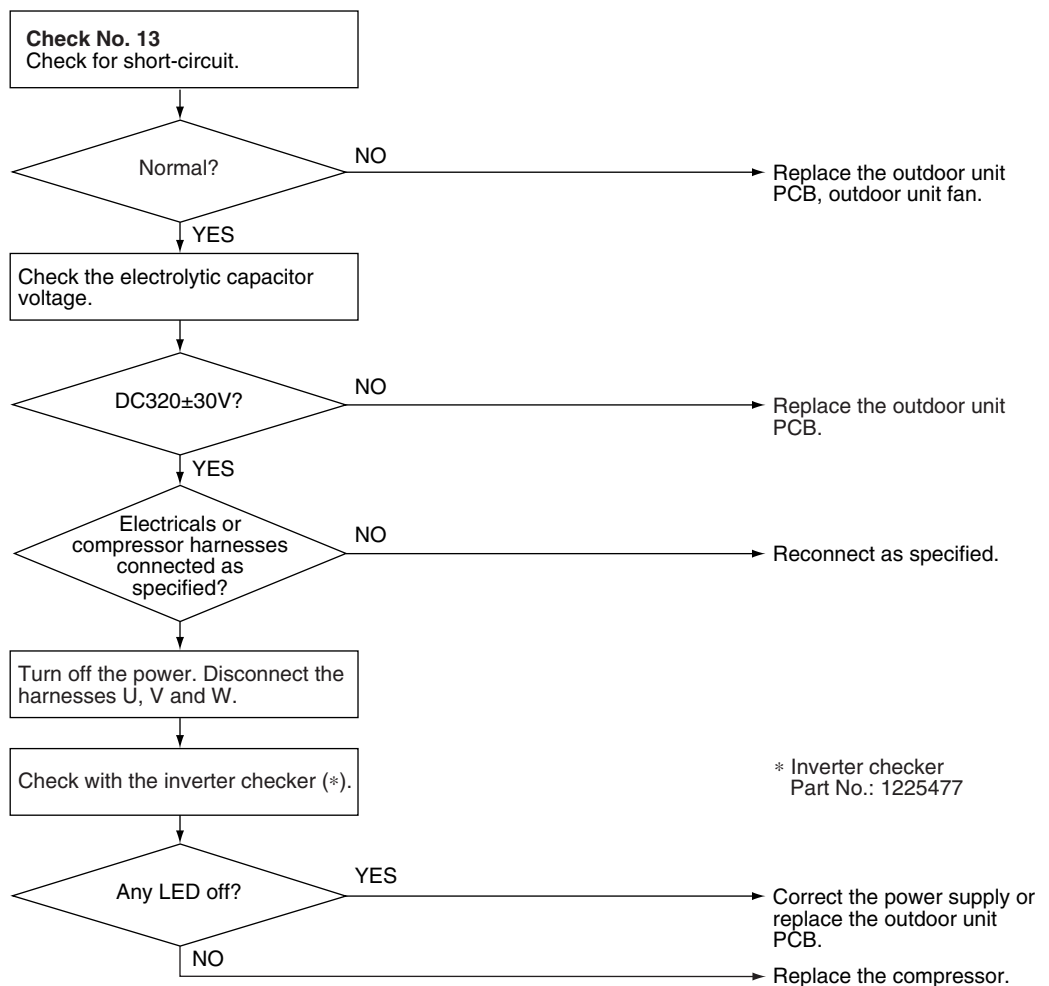 Check No. 13
Check for short-circuit.
Normal?
NO
Replace the outdoor unit
PCB, outdoor unit fan.
YES
Check the electrolytic capacitor
voltage.
DC320±30V?
NO
Replace the outdoor unit
PCB.
YES
Electricals or
compressor harnesses
connected as
specified?
NO
Reconnect as specified.
Turn off the power. Disconnect the
harnesses U, V and W.
Check with the inverter checker (*).
* Inverter checker
Part No.: 1225477
Any LED off?
YES
Correct the power supply or
replace the outdoor unit
PCB.
NO
Replace the compressor.